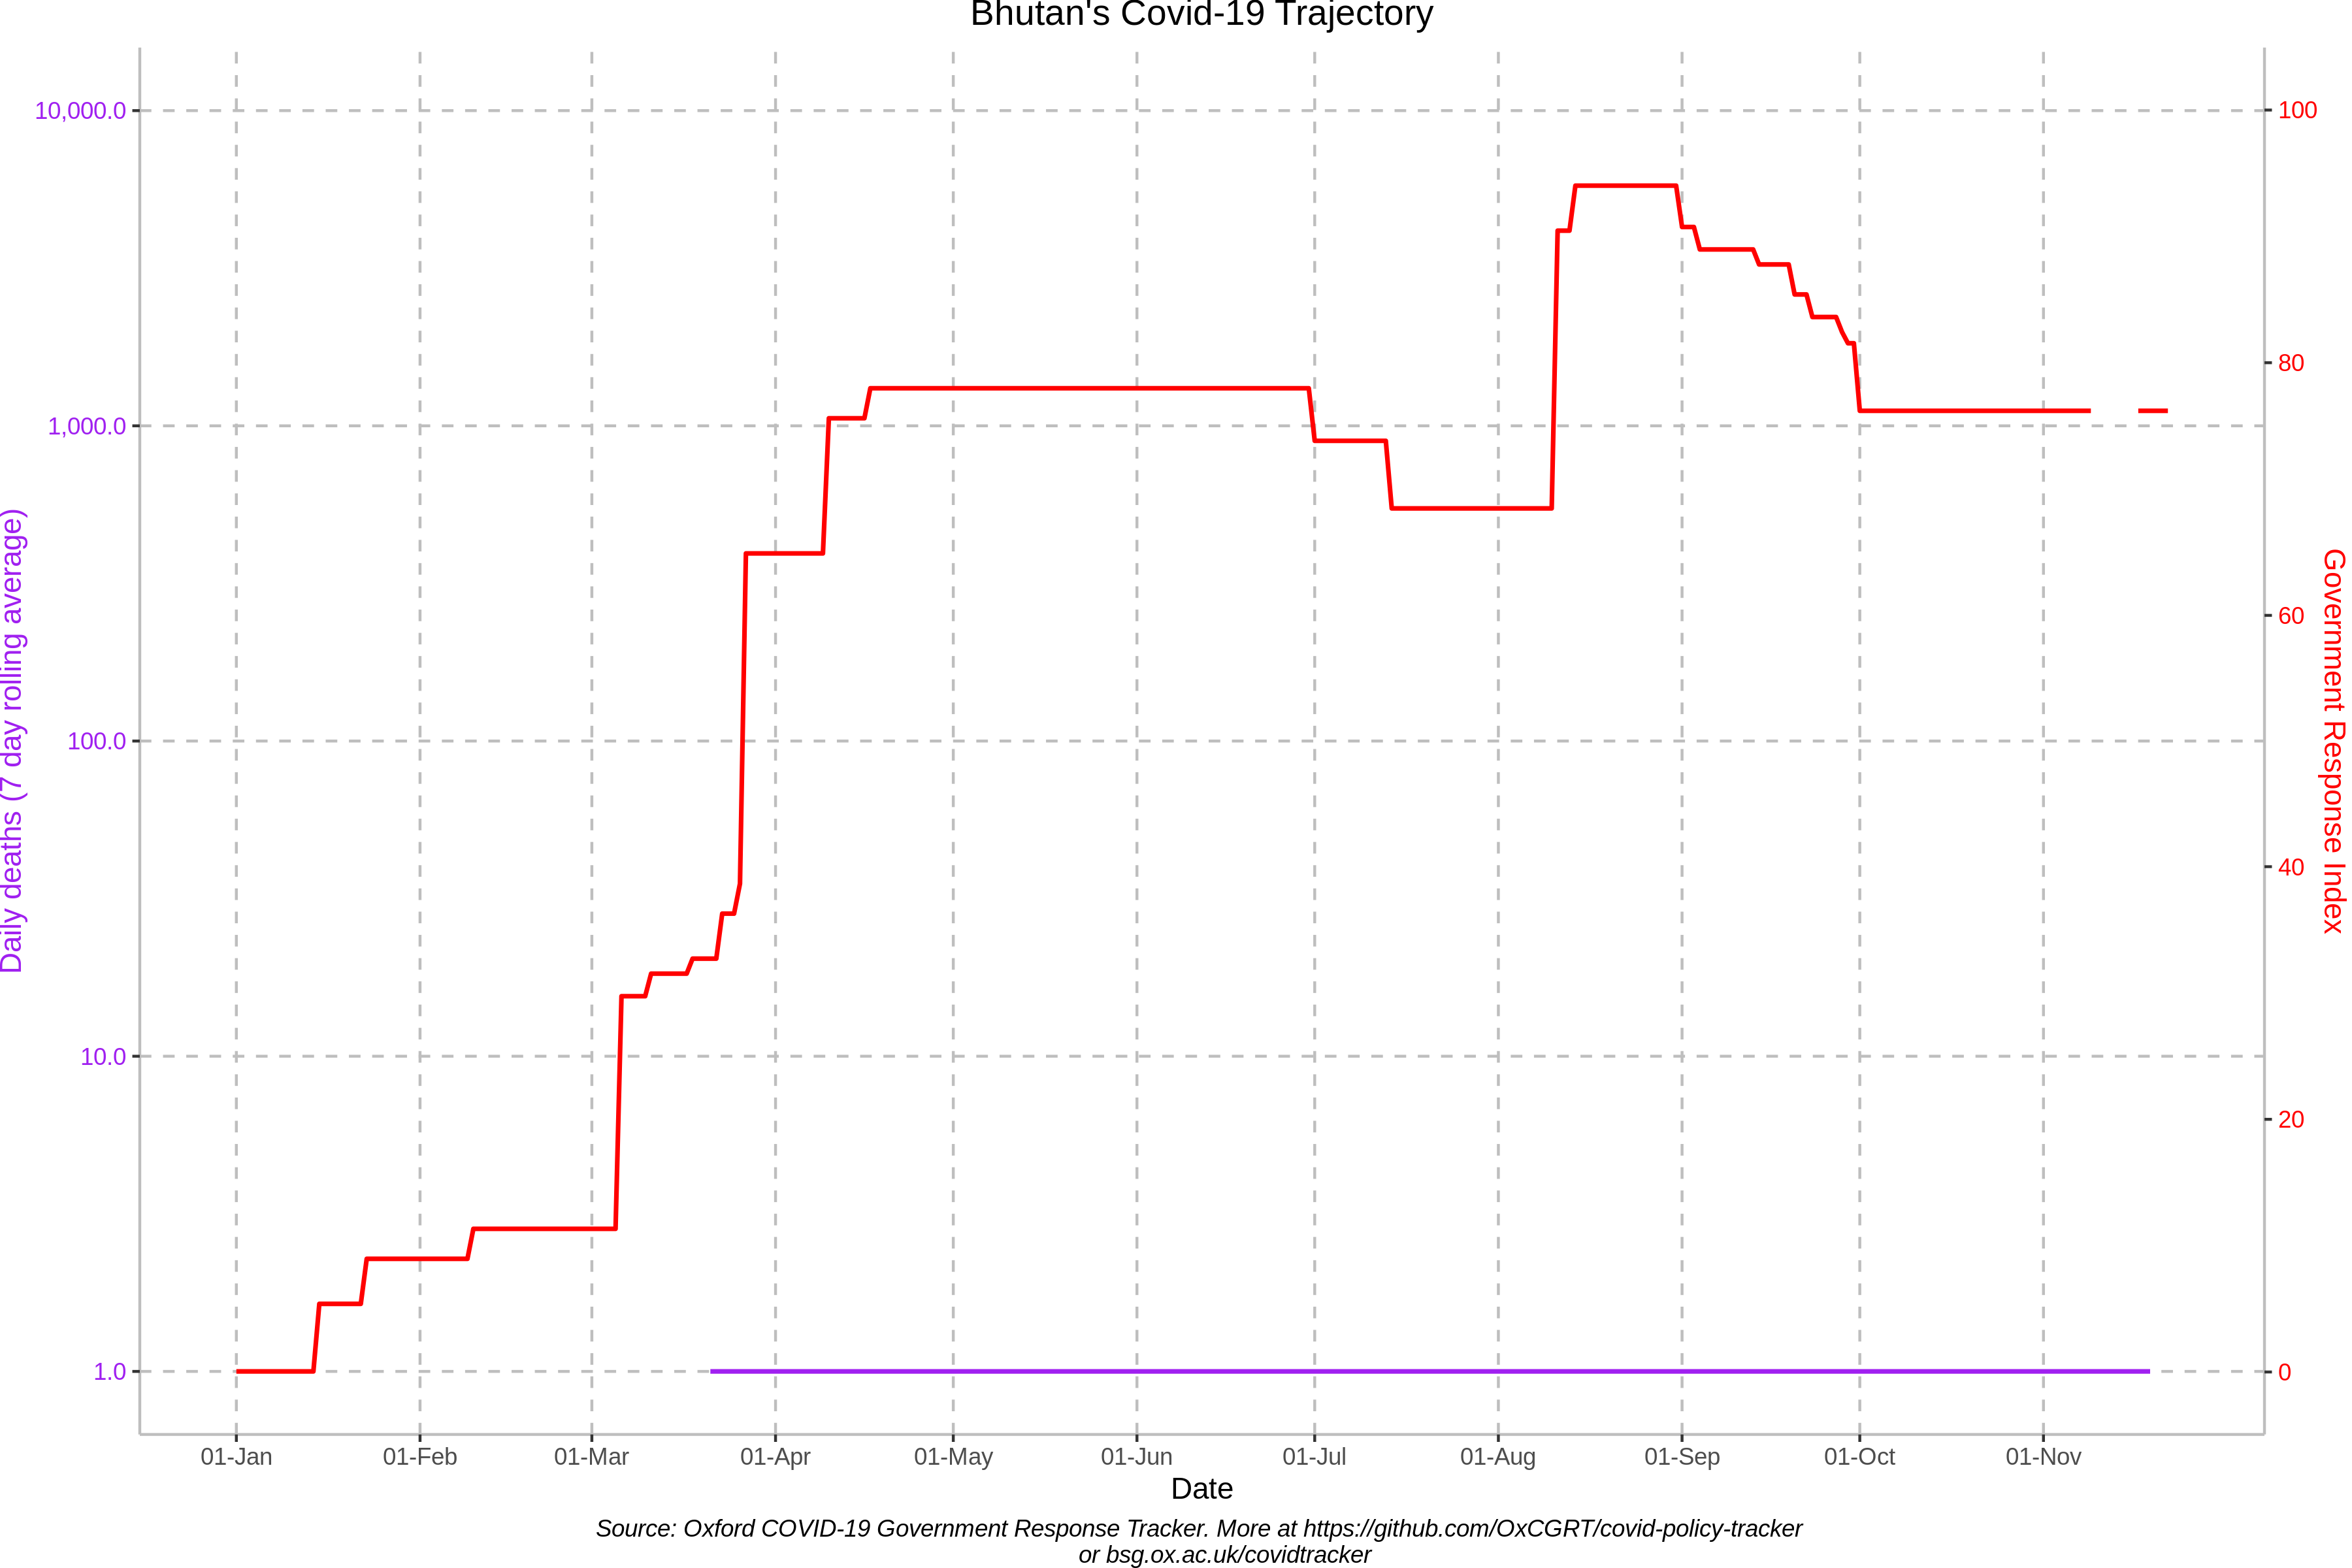 Bhutan's Covid-19 Trajectory
10,000.0
1,000.0
100.0
10.0
1.0
Daily deaths (7 day rolling average)
100
80
60
40
20
0
Government Response Index
01-Jan
01-Feb
01-Mar
01-Apr
01-May
01-Jun
01-Jul
01-Aug
01-Sep
01-Oct
01-Nov
Date
Source: Oxford COVID-19 Government Response Tracker. More at https://github.com/OxCGRT/covid-policy-tracker
or bsg.ox.ac.uk/covidtracker